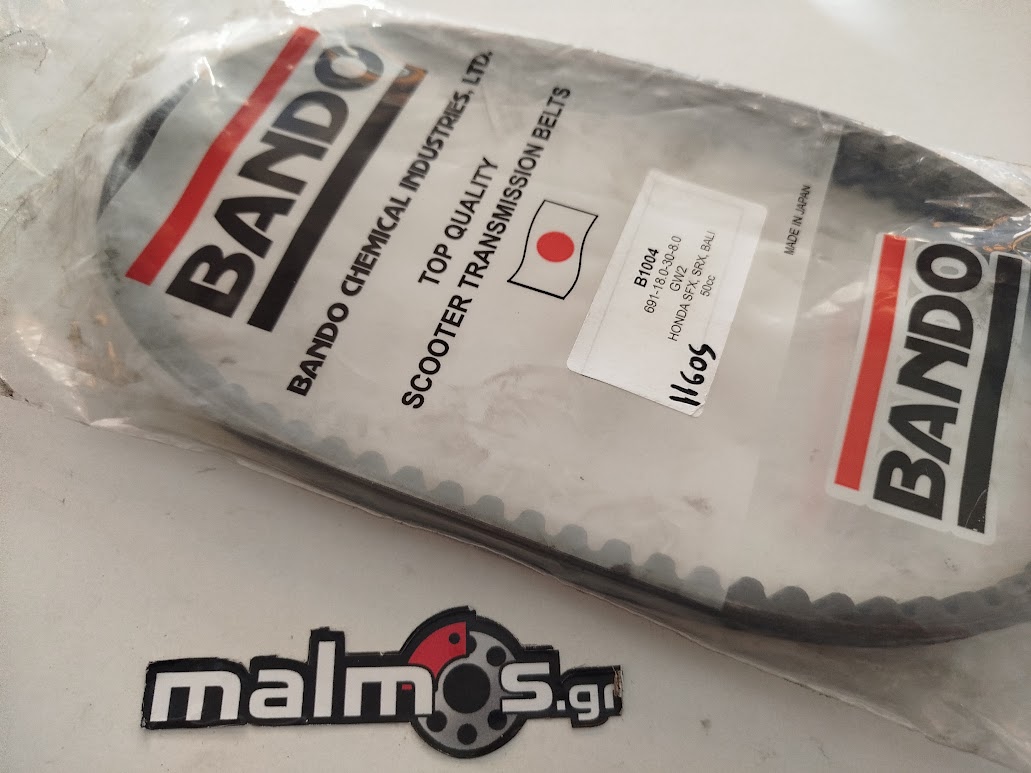 BANDO
BANDO CHEMICAL INDUSTRIES, LTD.
TOP QUALITY
SCOOTER TRANSMISSION BELTS
B1004
691-18.0-30-8.0
GW2
HONDA SFX, SRX, BALI
50cc
11605
MADE IN JAPAN
BANDO
malmos.gr